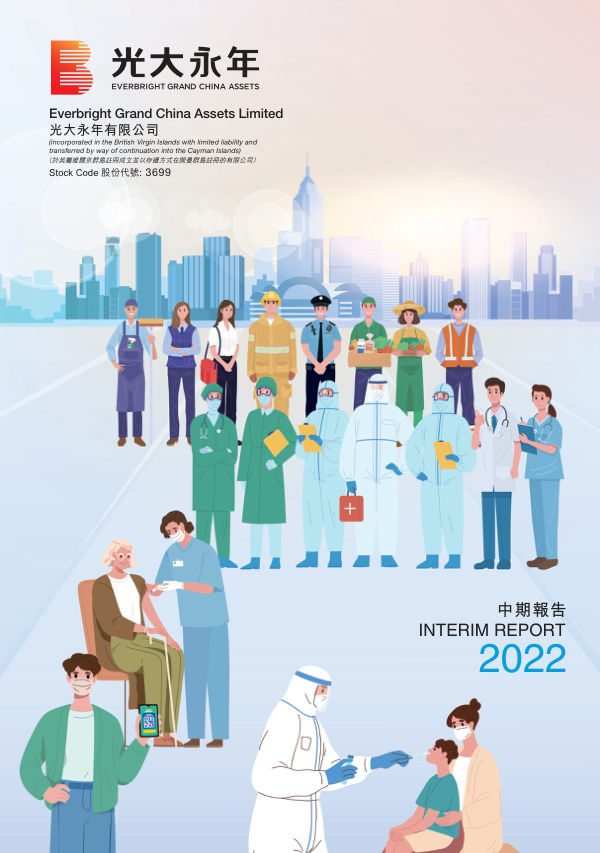 光大永年
EVERBRIGHT GRAND CHINA ASSETS
Everbright Grand China Assets Limited
光大永年有限公司
(incorporated in the British Virgin Islands with limited liability and
transferred by way of continuation into the Cayman Islands)
(於英屬維爾京群島註冊成立並以存續方式在開曼群島註冊的有限公司)
Stock Code 股份代號: 3699
中期報告
INTERIM REPORT
2022